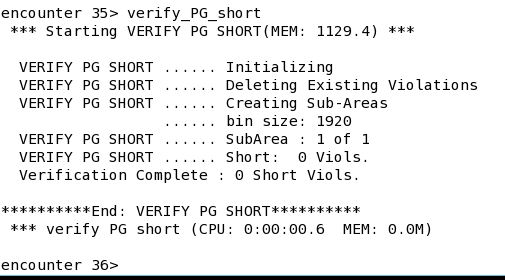 encounter 35> verify_PG_short
*** Starting VERIFY PG SHORT(MEM: 1129.4) ***
VERIFY PG SHORT ...... Initializing
VERIFY PG SHORT ...... Deleting Existing Violations
VERIFY PG SHORT ...... Creating Sub-Areas
...... bin size: 1920
VERIFY PG SHORT ...... SubArea : 1 of 1
VERIFY PG SHORT ...... Short:  0 Viols.
Verification Complete : 0 Short Viols.
**********End: VERIFY PG SHORT**********
*** verify PG short (CPU: 0:00:00.6  MEM: 0.0M)
encounter 36>